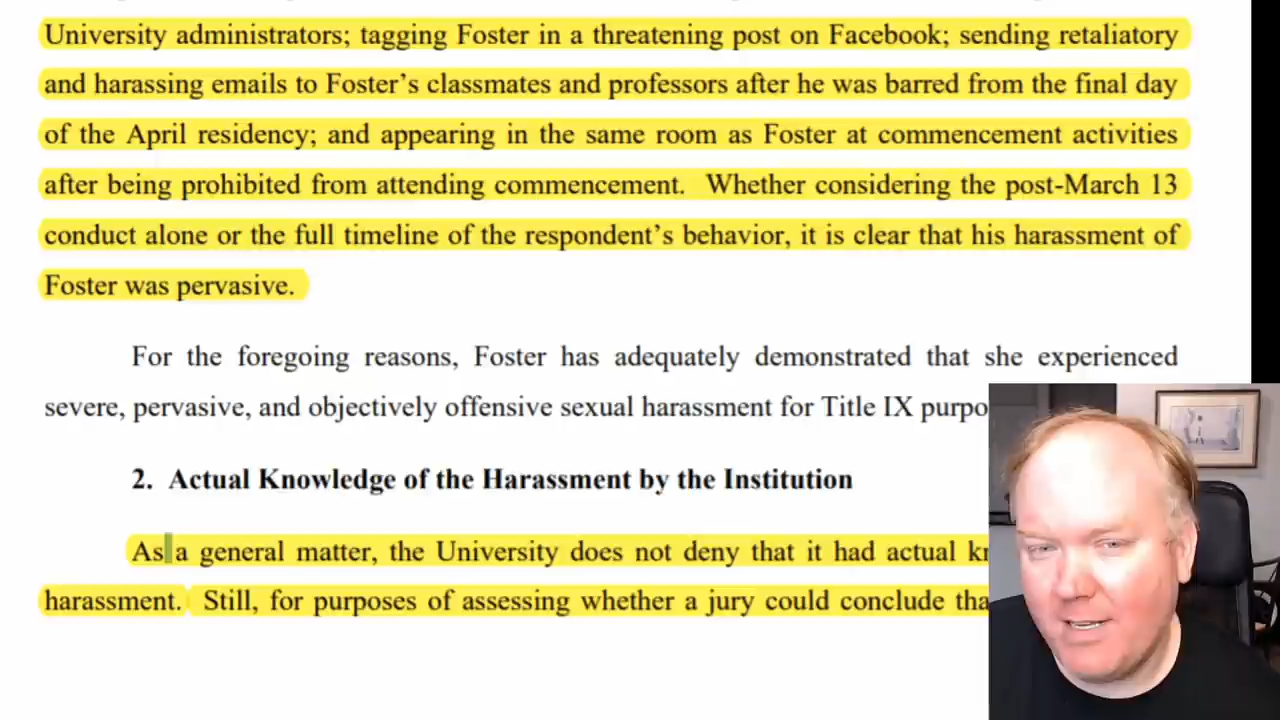 University administrators; tagging Foster in a threatening post on Facebook; sending retaliatory
and harassing emails to Foster's classmates and professors after he was barred from the final day
of the April residency; and appearing in the same room as Foster at commencement activities
after being prohibited from attending commencement. Whether considering the post-March 13
conduct alone or the full timeline of the respondent's behavior, it is clear that his harassment of
Foster was pervasive.
For the foregoing reasons, Foster has adequately demonstrated that she experienced
severe, pervasive, and objectively offensive sexual harassment for Title IX purpo
2. Actual Knowledge of the Harassment by the Institution
As a general matter, the University does not deny that it had actual
harassment. Still, for purposes of assessing whether a jury could conclude